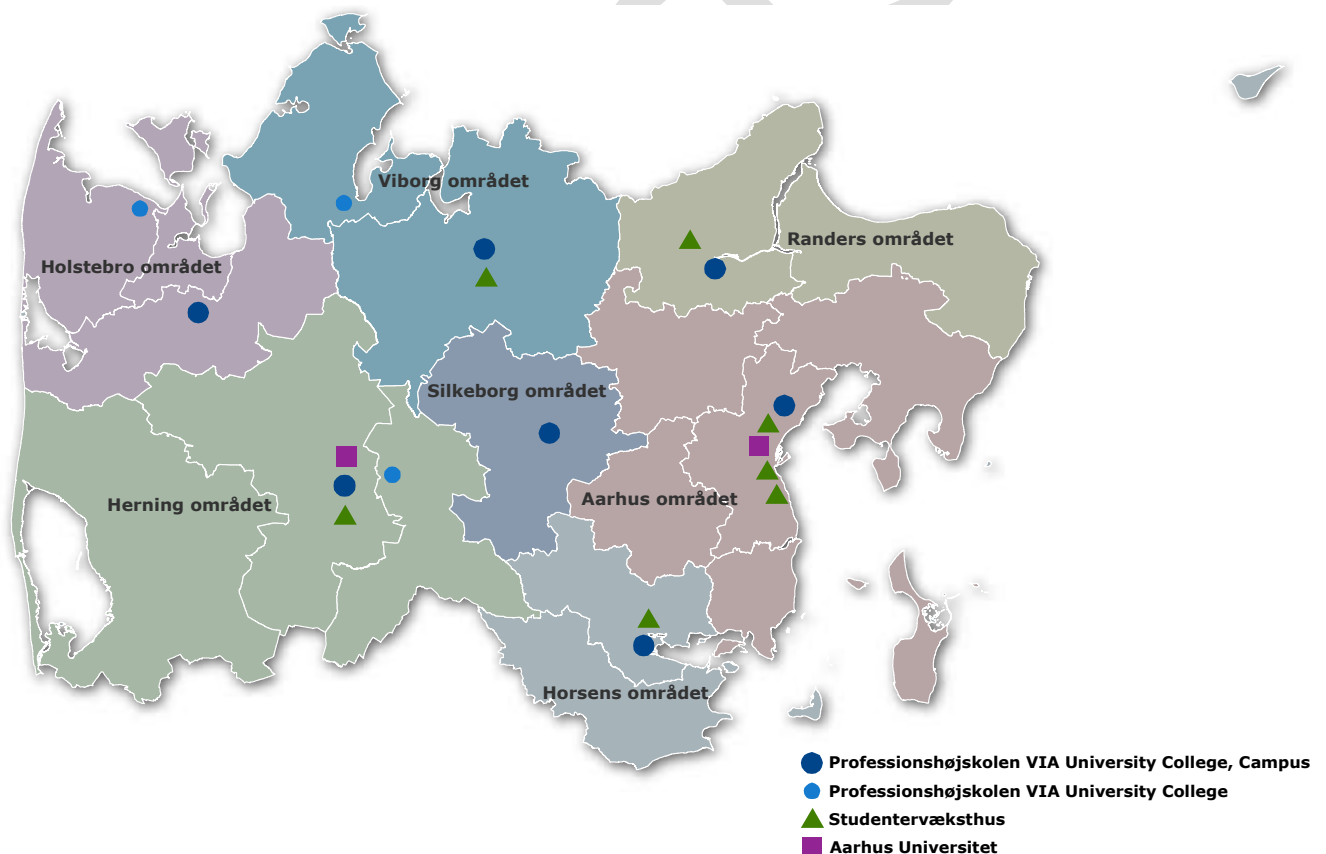 Viborg området
Randers området
Holstebro området
Silkeborg området
Herning området
Aarhus området
Horsens området
Professionshøjskolen VIA University College, Campus
Professionshøjskolen VIA University College
Studentervæksthus
Aarhus Universitet